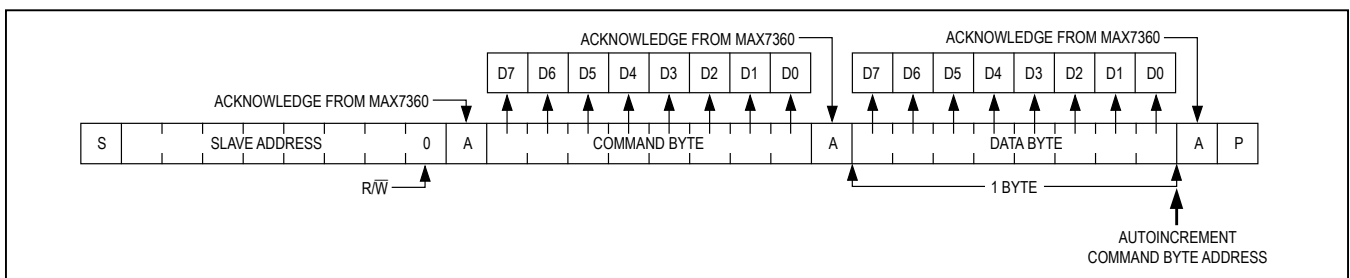 ACKNOWLEDGE FROM MAX7360
ACKNOWLEDGE FROM MAX7360
D7 D6 D5 D4 D3 D2 D1 D0
D7 D6 D5 D4 D3 D2 D1 D0
ACKNOWLEDGE FROM MAX7360
S SLAVE ADDRESS 0 A COMMAND BYTE A DATA BYTE A P
R/W̅
1 BYTE
AUTOINCREMENT
COMMAND BYTE ADDRESS